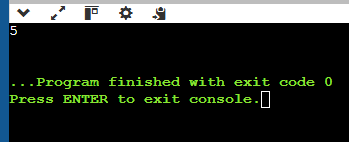 5
...Program finished with exit code 0
Press ENTER to exit console.